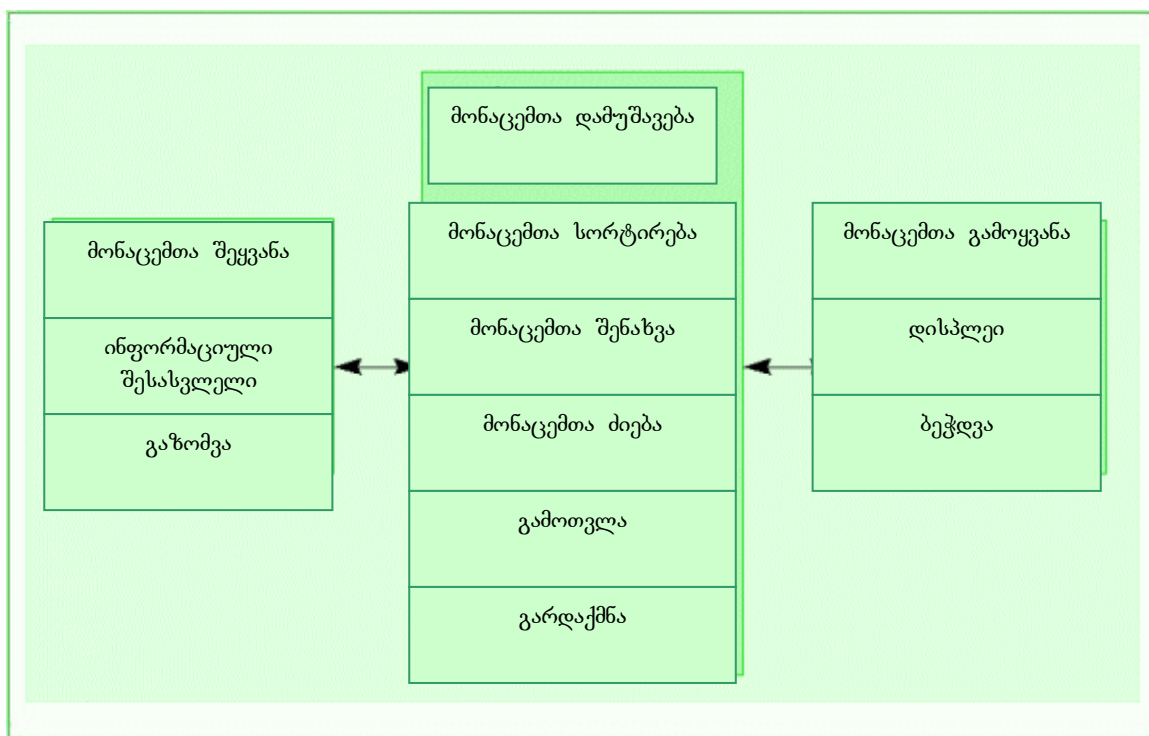 მონაცემთა დამუშავება
მონაცემთა შეყვანა
ინფორმაციული
შესასვლელი
გაზომვა
მონაცემთა სორტირება
მონაცემთა შენახვა
მონაცემთა ძიება
გამოთვლა
გარდაქმნა
მონაცემთა გამოყვანა
დისპლეი
ბეჭდვა